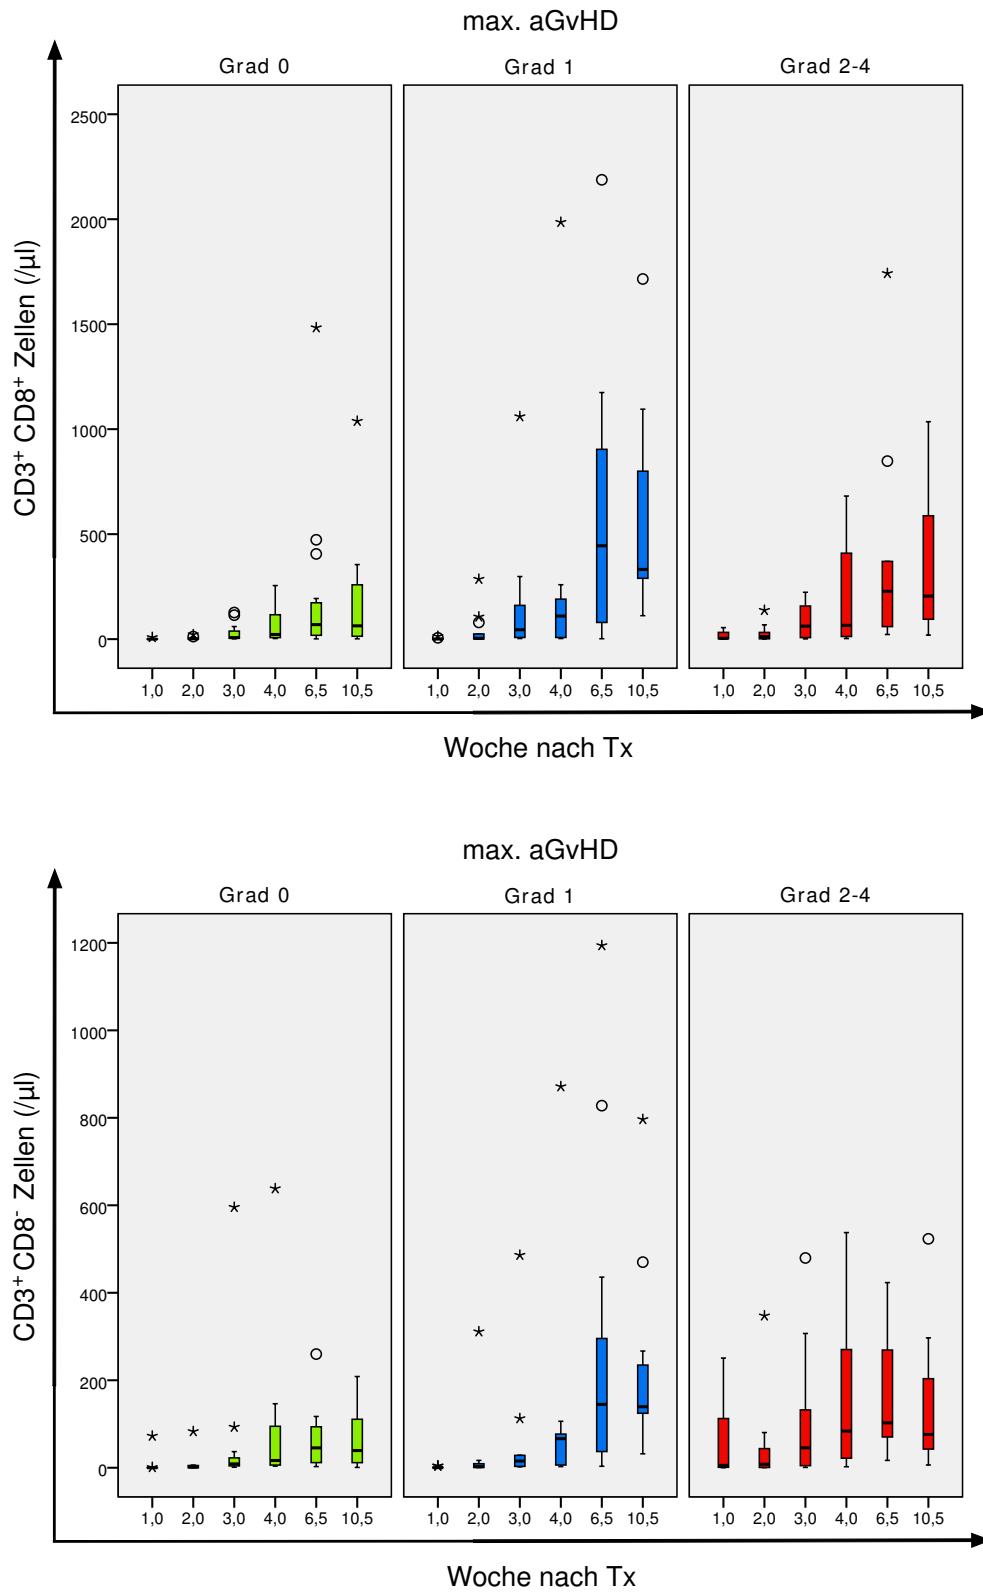 max. aGvHD
Grad 0 Grad 1 Grad 2-4
CD3⁺ CD8⁺ Zellen (/µl)
2500
2000
1500
1000
500
0
1,0 2,0 3,0 4,0 6,5 10,5 1,0 2,0 3,0 4,0 6,5 10,5 1,0 2,0 3,0 4,0 6,5 10,5
Woche nach Tx
max. aGvHD
Grad 0 Grad 1 Grad 2-4
CD3⁺ CD8⁻ Zellen (/µl)
1200
1000
800
600
400
200
0
1,0 2,0 3,0 4,0 6,5 10,5 1,0 2,0 3,0 4,0 6,5 10,5 1,0 2,0 3,0 4,0 6,5 10,5
Woche nach Tx